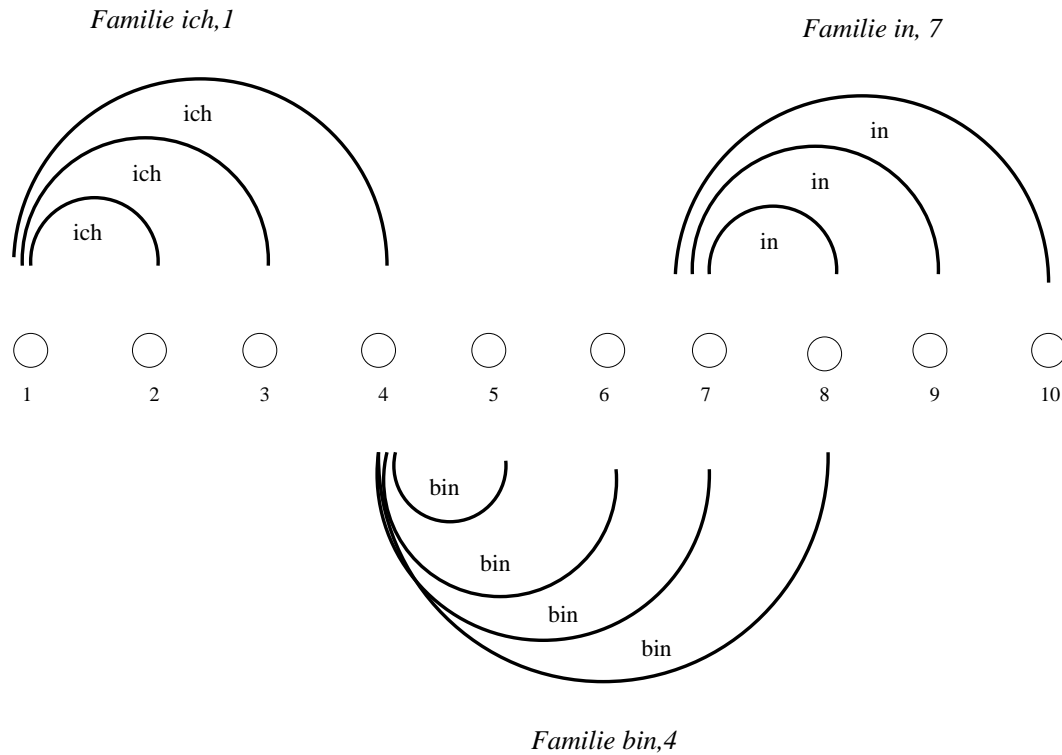 Familie ich,1
Familie in, 7
ich
in
ich
in
ich
in
1 2 3 4 5 6 7 8 9 10
bin
bin
bin
bin
Familie bin,4